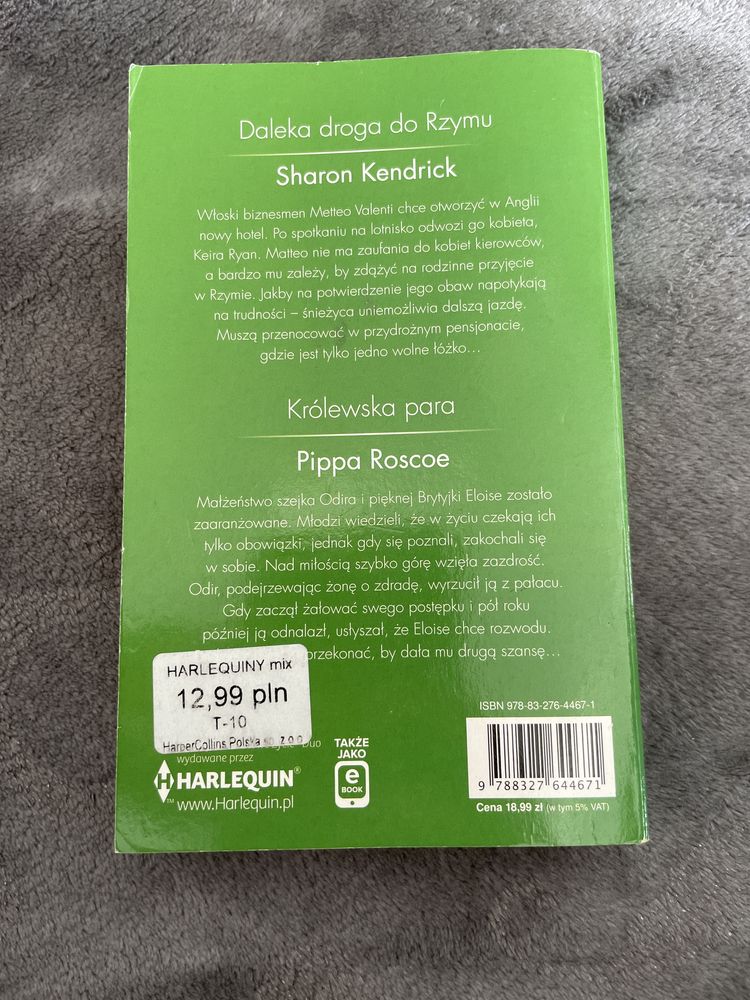 Daleka droga do Rzymu
Sharon Kendrick
Włoski biznesmen Metteo Valenti chce otworzyć w Anglii
nowy hotel. Po spotkaniu na lotnisko odwozi go kobieta,
Keira Ryan. Matteo nie ma zaufania do kobiet kierowców,
a bardzo mu zależy, by zdążyć na rodzinne przyjęcie
w Rzymie. Jakby na potwierdzenie jego obaw napotykają
na trudności – śnieżyca uniemożliwia dalszą jazdę.
Muszą przenocować w przydrożnym pensjonacie,
gdzie jest tylko jedno wolne łóżko…
Królewska para
Pippa Roscoe
Małżeństwo szejka Odira i pięknej Brytyjki Eloise zostało
zaaranżowane. Młodzi wiedzieli, że w życiu czekają ich
tylko obowiązki, jednak gdy się poznali, zakochali się
w sobie. Nad miłością szybko górę wzięła zazdrość.
Odir, podejrzewając żonę o zdradę, wyrzucił ją z pałacu.
Gdy zaczął żałować swego postępku i pół roku
później ją odnalazł, usłyszał, że Eloise chce rozwodu.
przekonać, by dała mu drugą szansę…
HARLEQUINY mix
12,99 pln
T-10
HarperCollins Polska sp. z o.o.
Duo
wydawane przez
HARLEQUIN®
™
www.Harlequin.pl
TAKŻE
JAKO
e
BOOK
ISBN 978-83-276-4467-1
9 788327 644671
Cena 18,99 zł (w tym 5% VAT)